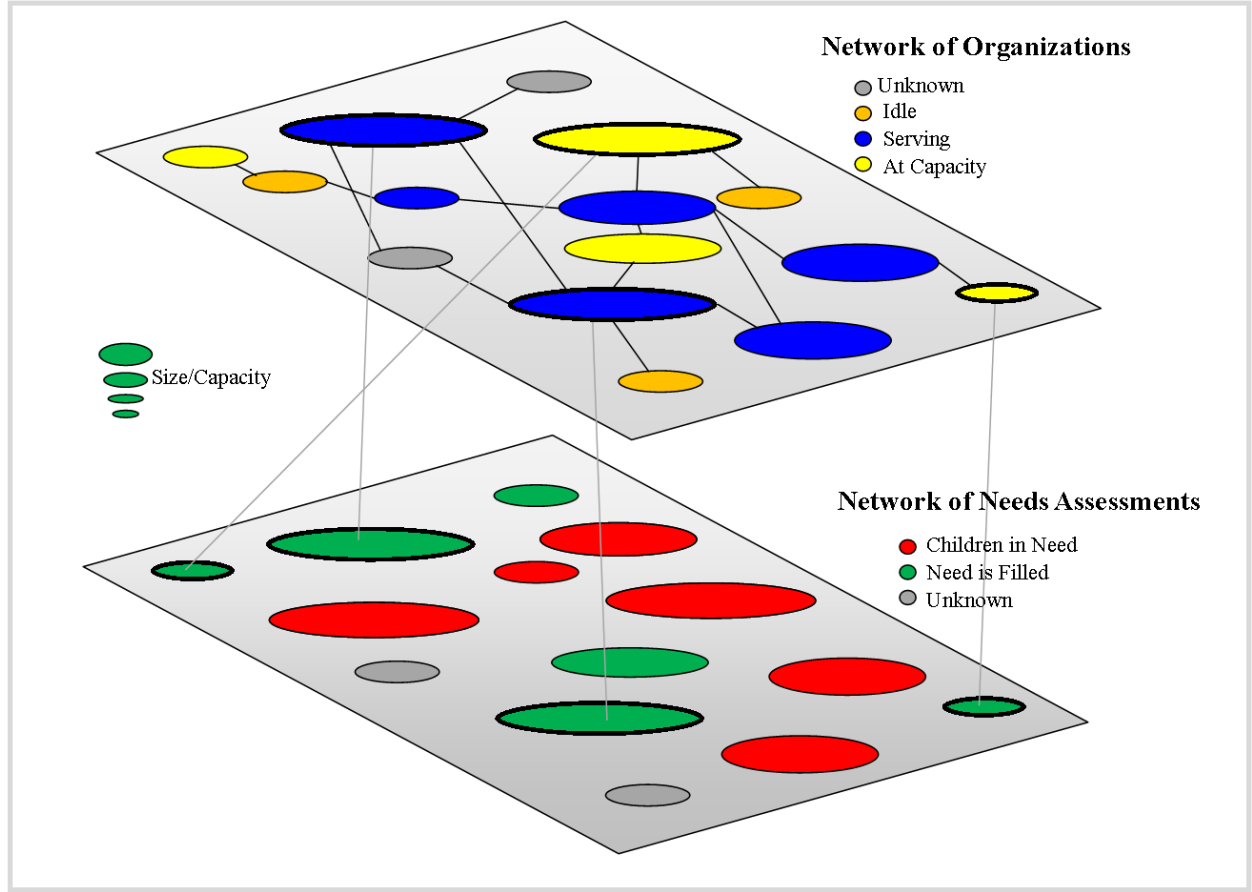 Network of Organizations
Unknown
Idle
Serving
At Capacity
Size/Capacity
Network of Needs Assessments
Children in Need
Need is Filled
Unknown